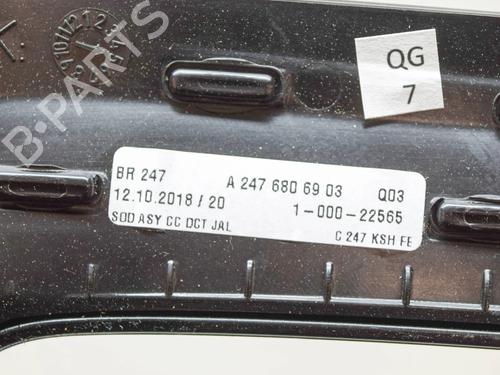 B-PARTS
QG
7
BR 247 A 247 680 69 03 Q03
12.10.2018 / 20 1-000-22565
SOD ASY CC DCT JAL C 247 KSH FE